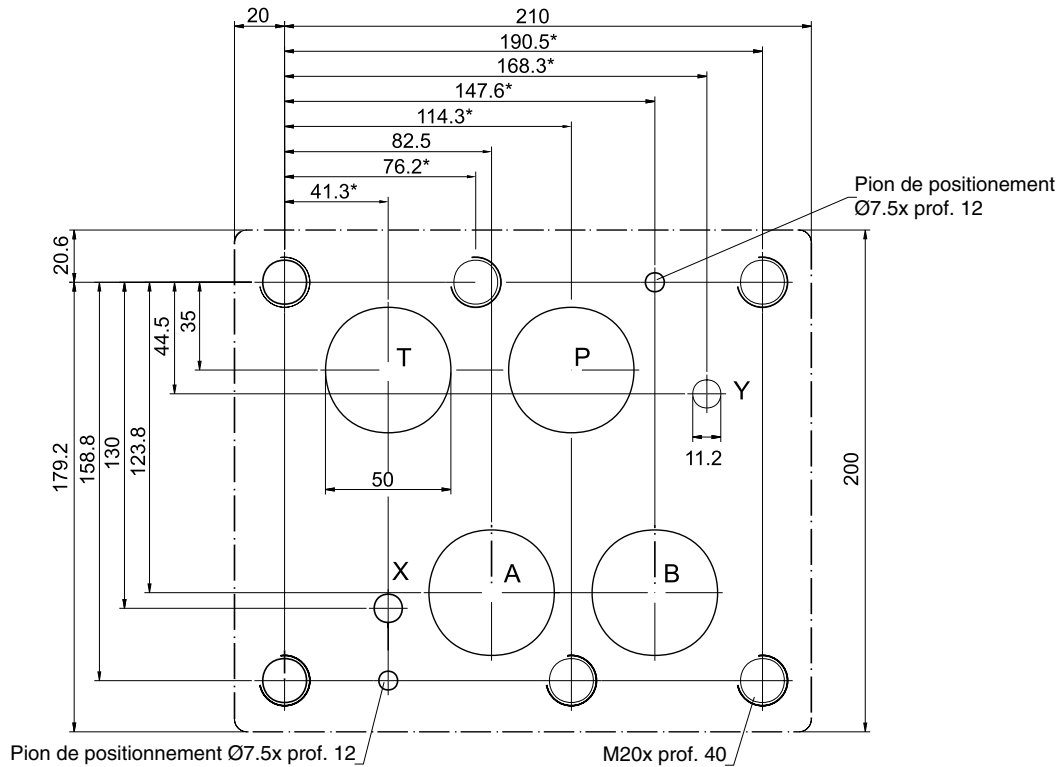 20
210
190.5*
168.3*
147.6*
114.3*
82.5
76.2*
41.3*
Pion de positionement
Ø7.5x prof. 12
20.6
35
44.5
T
P
Y
11.2
50
179.2
158.8
130
123.8
200
X
A
B
Pion de positionnement Ø7.5x prof. 12
M20x prof. 40